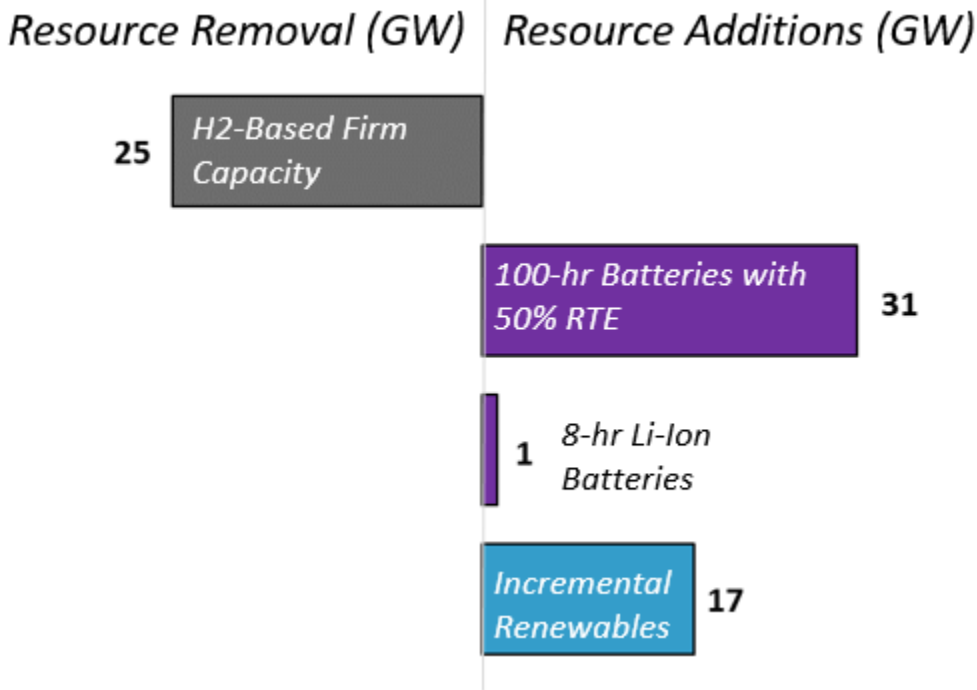 Resource Removal (GW)
Resource Additions (GW)
25
H2-Based Firm
Capacity
100-hr Batteries with
50% RTE
31
1
8-hr Li-Ion
Batteries
Incremental
Renewables
17